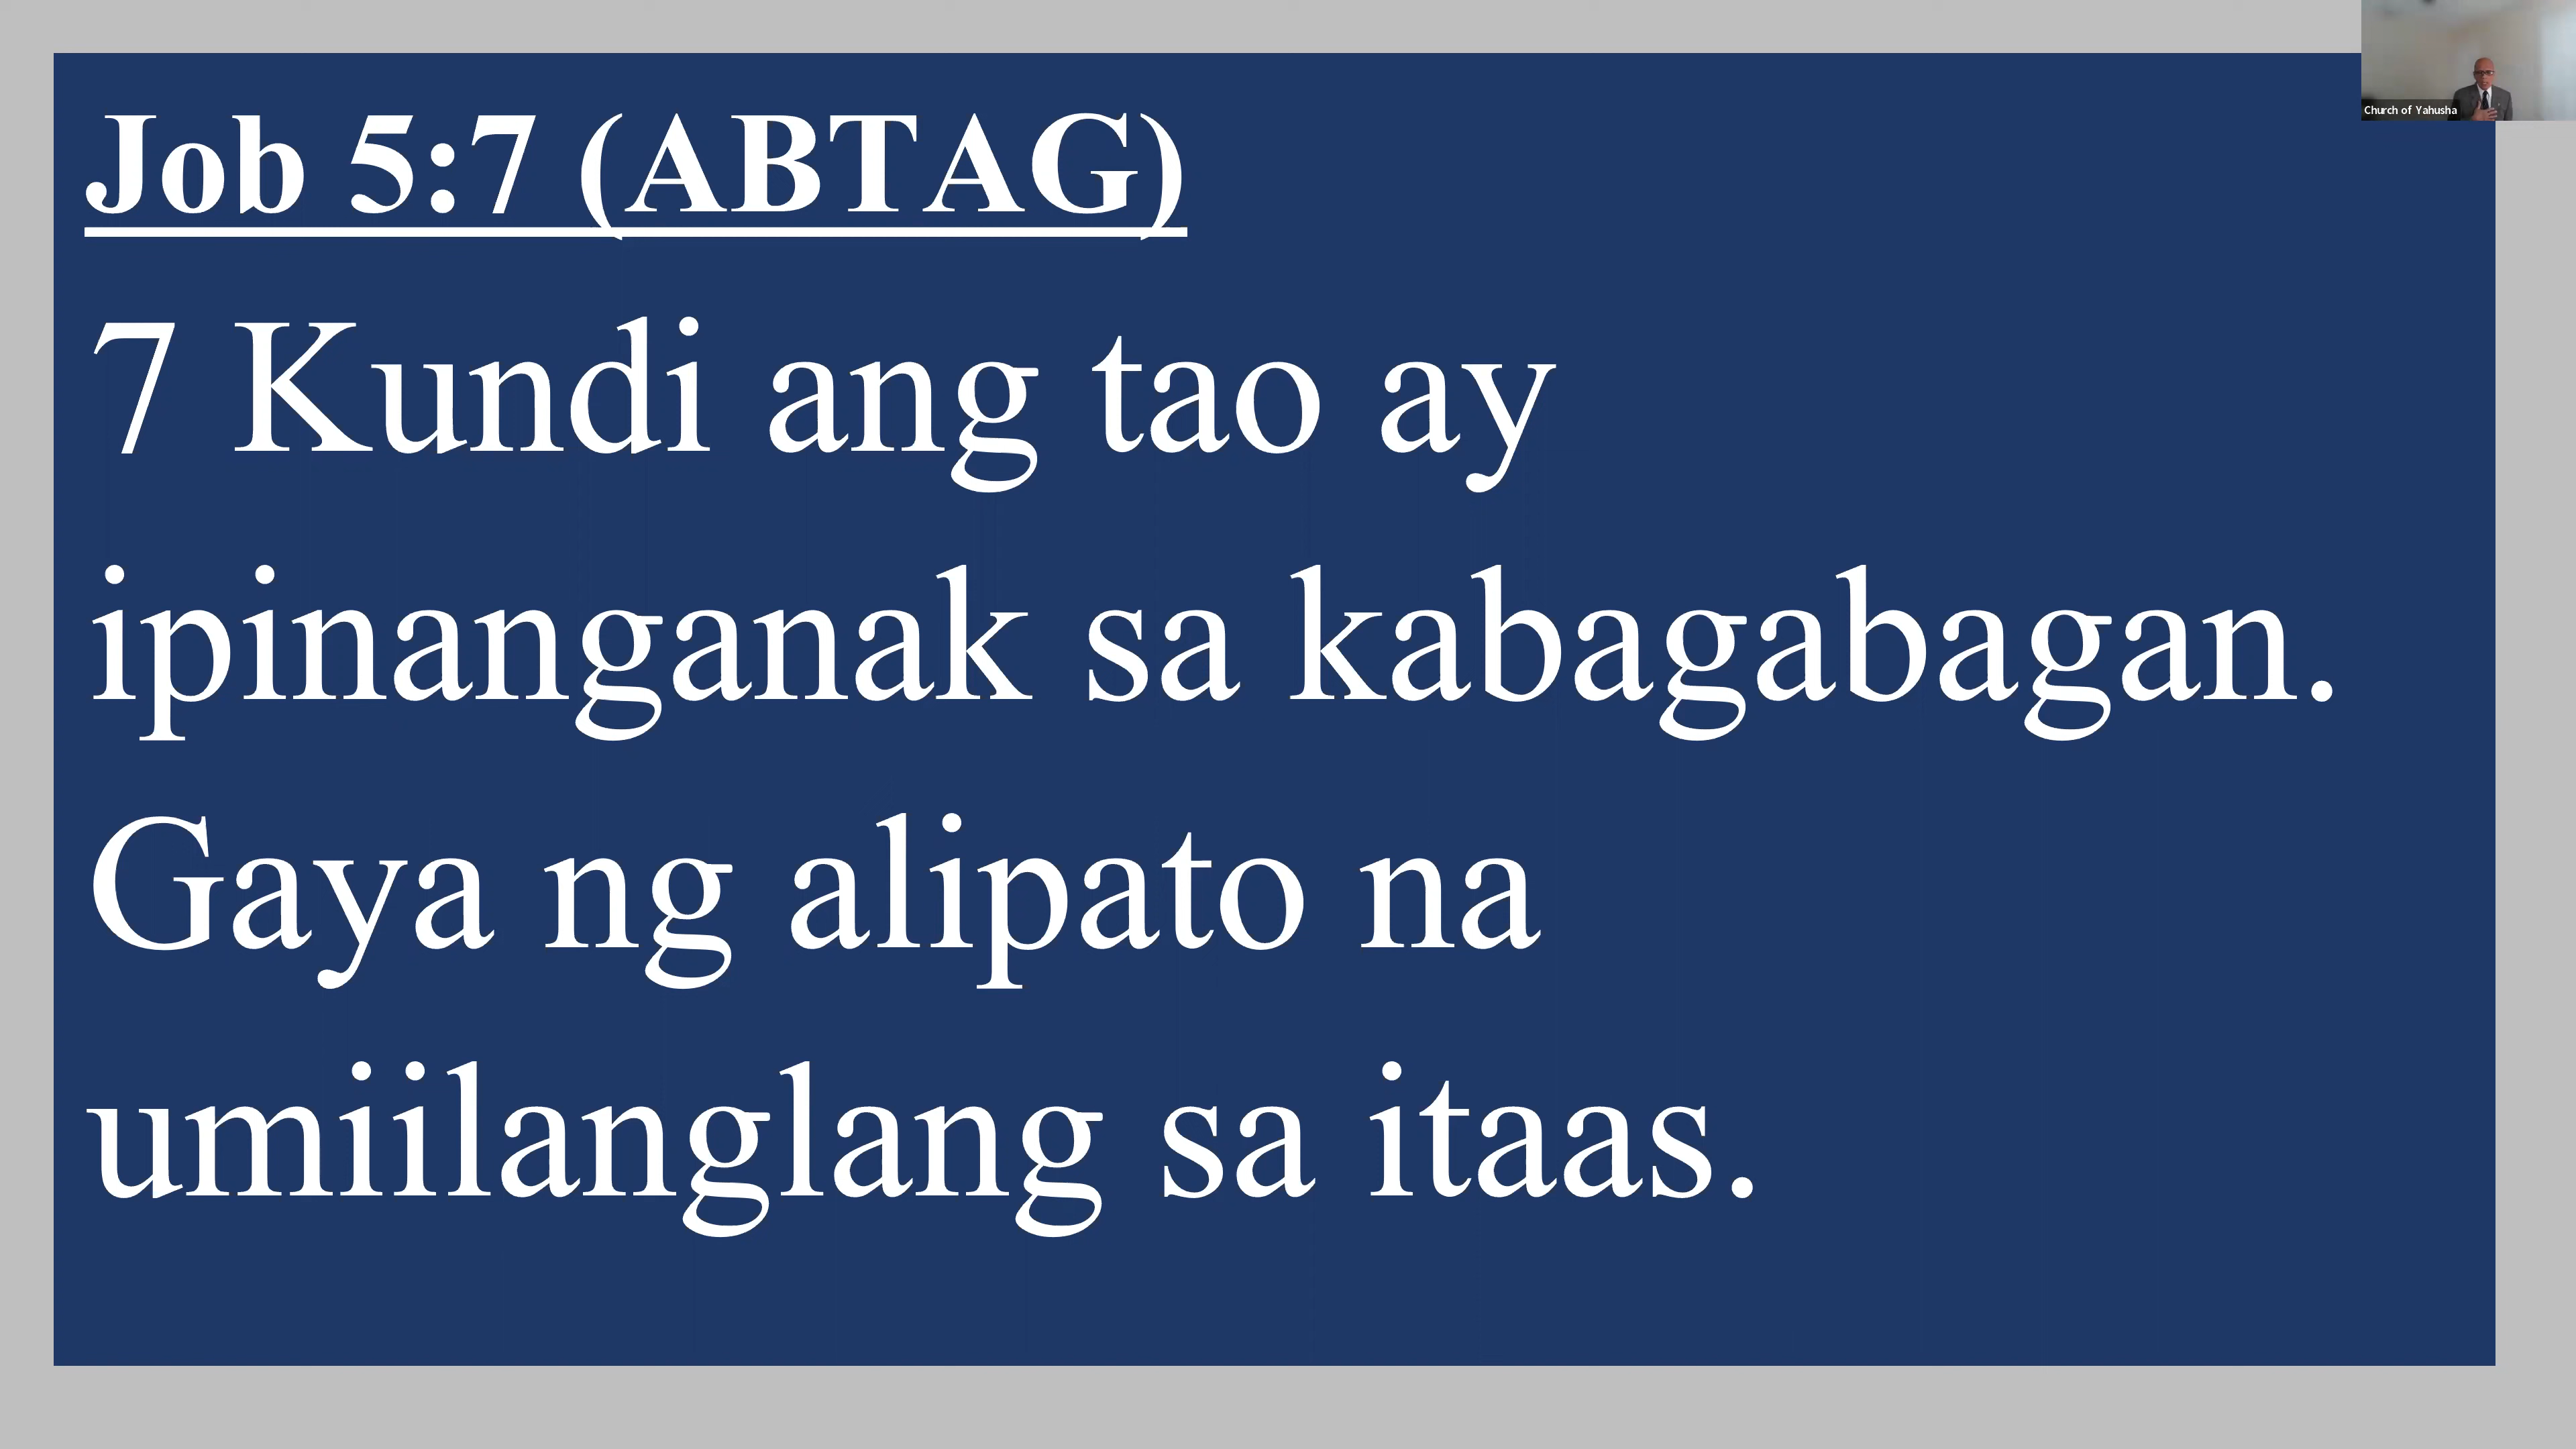 Job 5:7 (ABTAG)
7 Kundi ang tao ay
ipinanganak sa kabagabagan.
Gaya ng alipato na
umiilanglang sa itaas.
Church of Yahusha